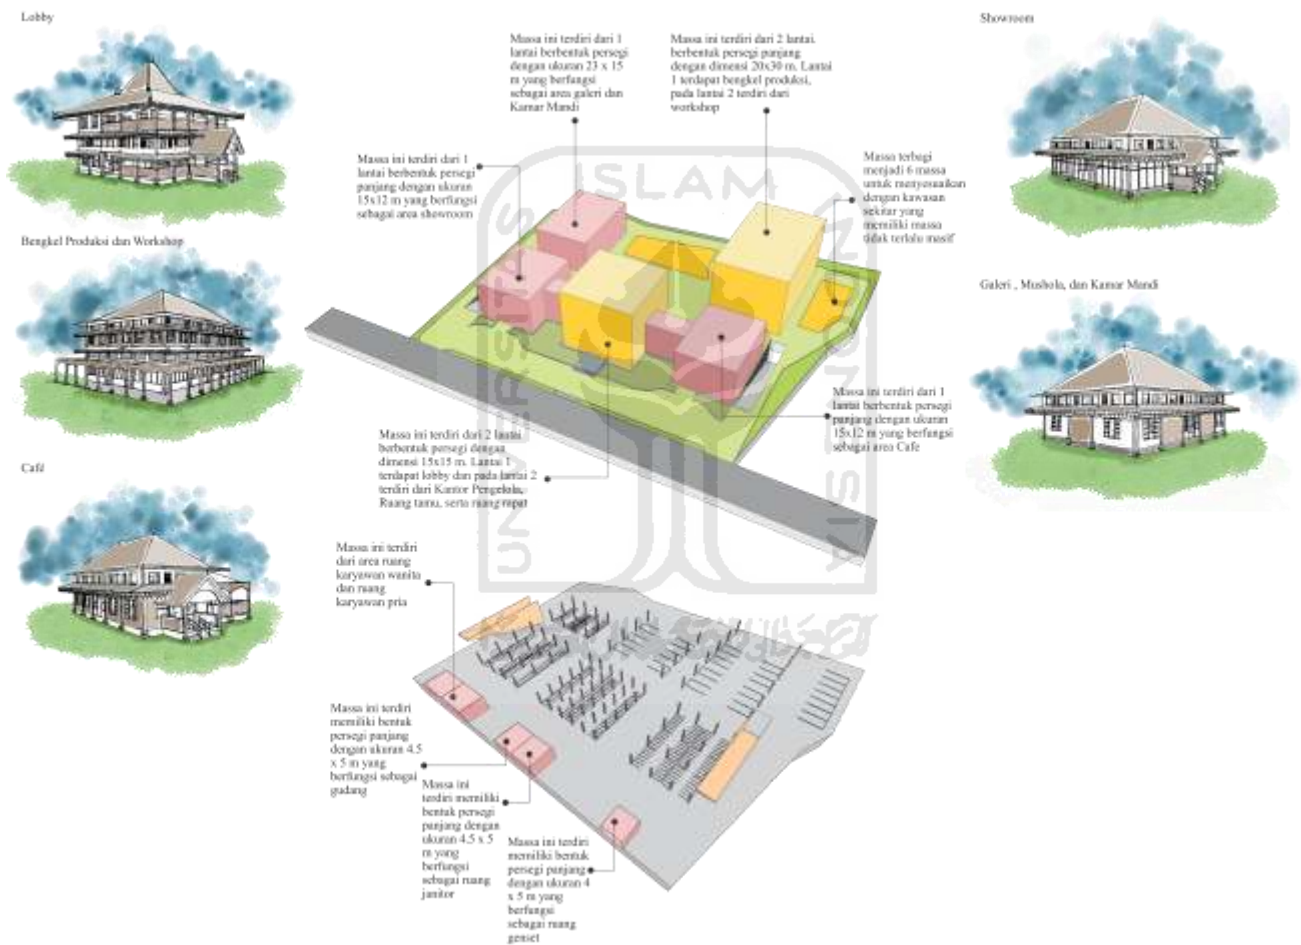 Lobby
Massa ini terdiri dari 1
lantai berbentuk persegi
dengan ukuran 23 x 15
m yang berfungsi
sebagai area galeri dan
Kamar Mandi
Massa ini terdiri dari 2 lantai.
berbentuk persegi panjang
dengan dimensi 20x30 m. Lantai
1 terdapat bengkel produksi,
pada lantai 2 terdiri dari
workshop
Showroom
Massa ini terdiri dari 1
lantai berbentuk persegi
panjang dengan ukuran
15x12 m yang berfungsi
sebagai area showroom
Massa terbagi
menjadi 6 massa
untuk menyesuaikan
dengan kawasan
sekitar yang
memiliki massa
tidak terlalu masif
Bengkel Produksi dan Workshop
Galeri , Mushola, dan Kamar Mandi
Massa ini terdiri dari 1
lantai berbentuk persegi
panjang dengan ukuran
15x12 m yang berfungsi
sebagai area Cafe
Massa ini terdiri dari 2 lantai
berbentuk persegi dengan
dimensi 15x15 m. Lantai 1
terdapat lobby dan pada lantai 2
terdiri dari Kantor Pengelola,
Ruang tamu, serta ruang rapat
Café
Massa ini terdiri
dari area ruang
karyawan wanita
dan ruang
karyawan pria
Massa ini terdiri
memiliki bentuk
persegi panjang
dengan ukuran 4.5
x 5 m yang
berfungsi sebagai
gudang
Massa ini
terdiri memiliki
bentuk persegi
panjang dengan
ukuran 4.5 x 5
m yang
berfungsi
sebagai ruang
janitor
Massa ini terdiri
memiliki bentuk
persegi panjang
dengan ukuran 4
x 5 m yang
berfungsi
sebagai ruang
genset
UNIVERSITAS
ISLAM